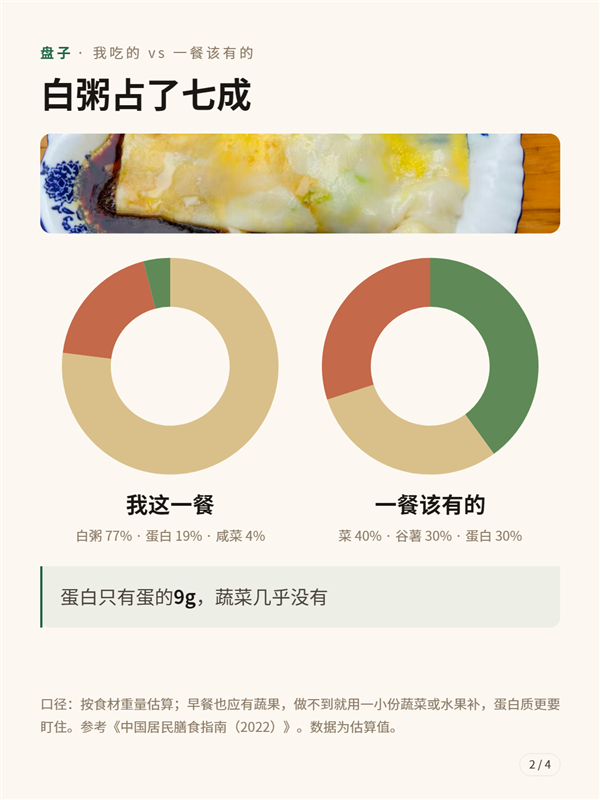 盘子 · 我吃的 vs 一餐该有的
白粥占了七成
我这一餐
一餐该有的
白粥 77% · 蛋白 19% · 咸菜 4%
菜 40% · 谷薯 30% · 蛋白 30%
蛋白只有蛋的9g，蔬菜几乎没有
口径：按食材重量估算；早餐也应有蔬果，做不到就用一小份蔬菜或水果补，蛋白质更要
盯住。参考《中国居民膳食指南（2022）》。数据为估算值。
2 / 4